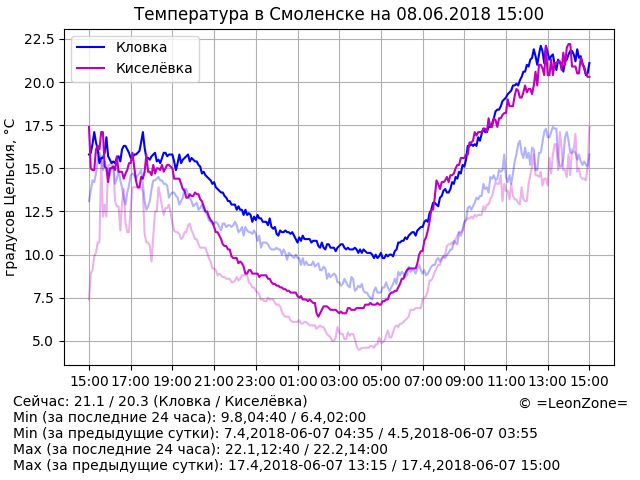 Температура в Смоленске на 08.06.2018 15:00
Кловка
Киселёвка
градусов Цельсия, °C
22.5
20.0
17.5
15.0
12.5
10.0
7.5
5.0
15:00 17:00 19:00 21:00 23:00 01:00 03:00 05:00 07:00 09:00 11:00 13:00 15:00
Сейчас: 21.1 / 20.3 (Кловка / Киселёвка)
© =LeonZone=
Min (за последние 24 часа): 9.8,04:40 / 6.4,02:00
Min (за предыдущие сутки): 7.4,2018-06-07 04:35 / 4.5,2018-06-07 03:55
Max (за последние 24 часа): 22.1,12:40 / 22.2,14:00
Max (за предыдущие сутки): 17.4,2018-06-07 13:15 / 17.4,2018-06-07 15:00